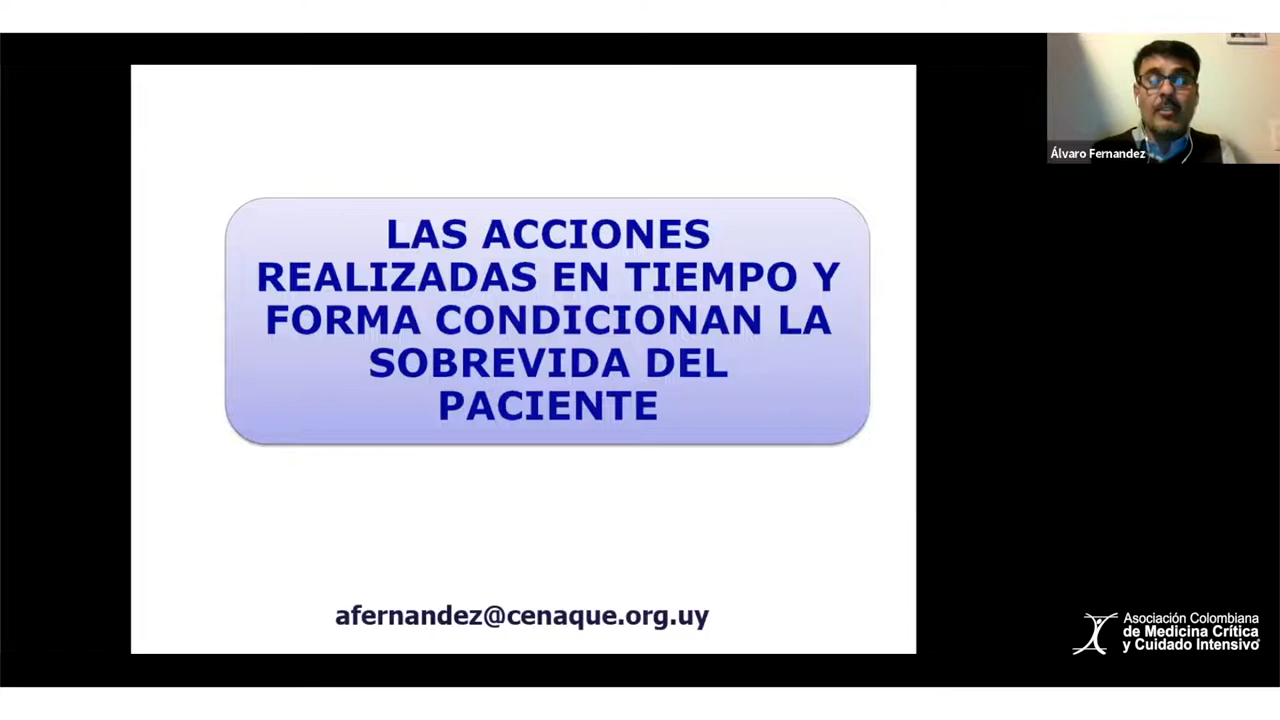 LAS ACCIONES
REALIZADAS EN TIEMPO Y
FORMA CONDICIONAN LA
SOBREVIDA DEL
PACIENTE
afernandez@cenaque.org.uy
Álvaro Fernandez
Asociación Colombiana
de Medicina Crítica
y Cuidado Intensivo